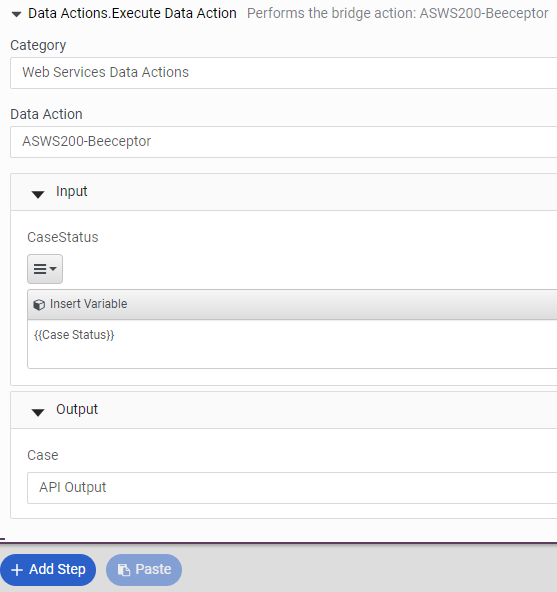 Data Actions.Execute Data Action Performs the bridge action: ASWS200-Beeceptor
Category
Web Services Data Actions
Data Action
ASWS200-Beeceptor
Input
CaseStatus
Insert Variable
{{Case Status}}
Output
Case
API Output
+ Add Step Paste